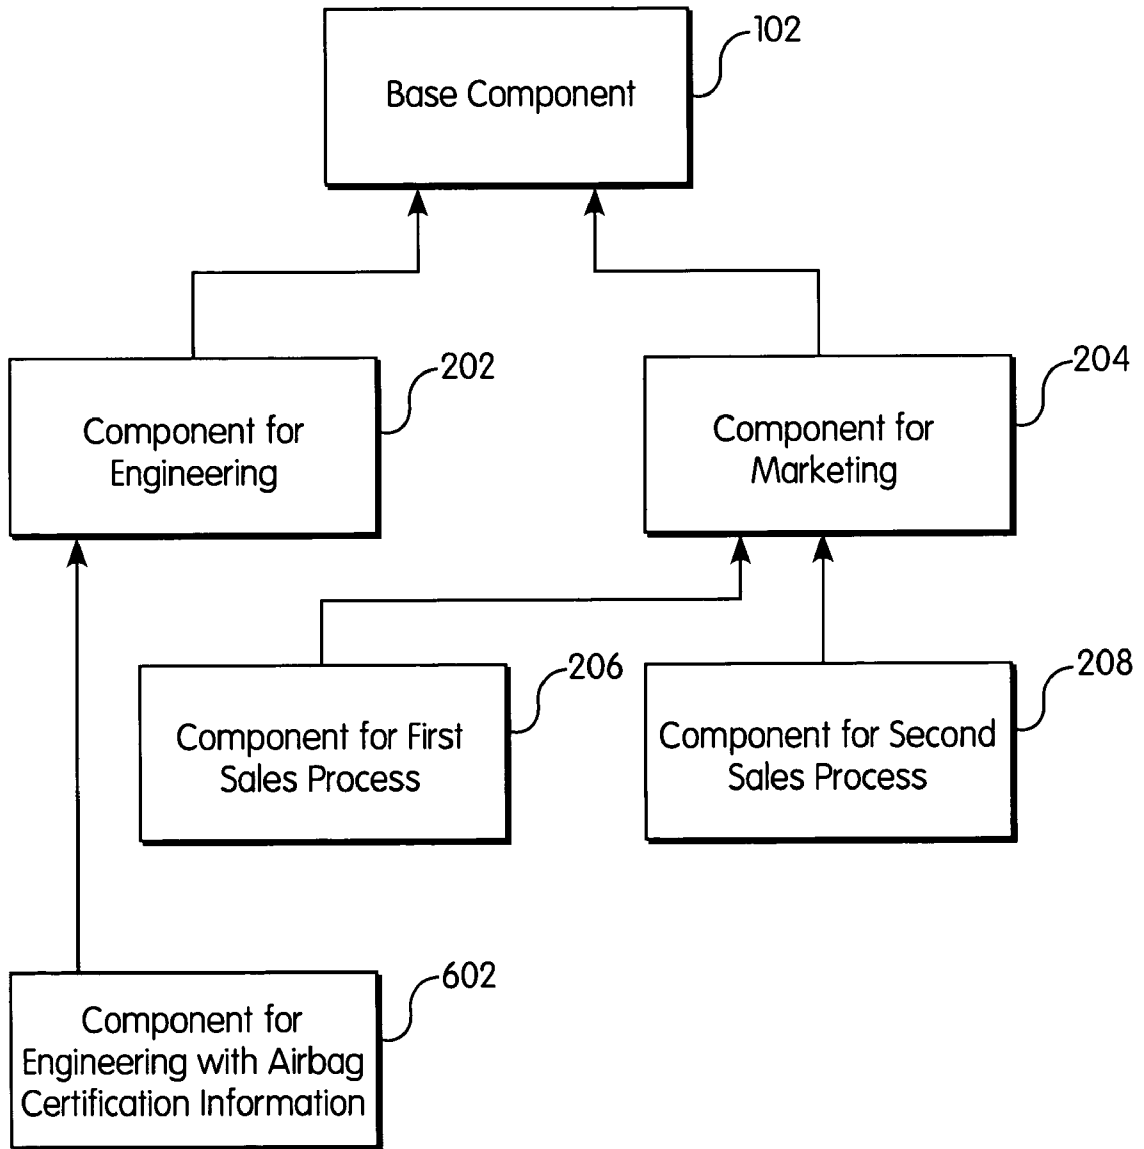 102
Base Component
202
Component for
Engineering
204
Component for
Marketing
206
Component for First
Sales Process
208
Component for Second
Sales Process
602
Component for
Engineering with Airbag
Certification Information